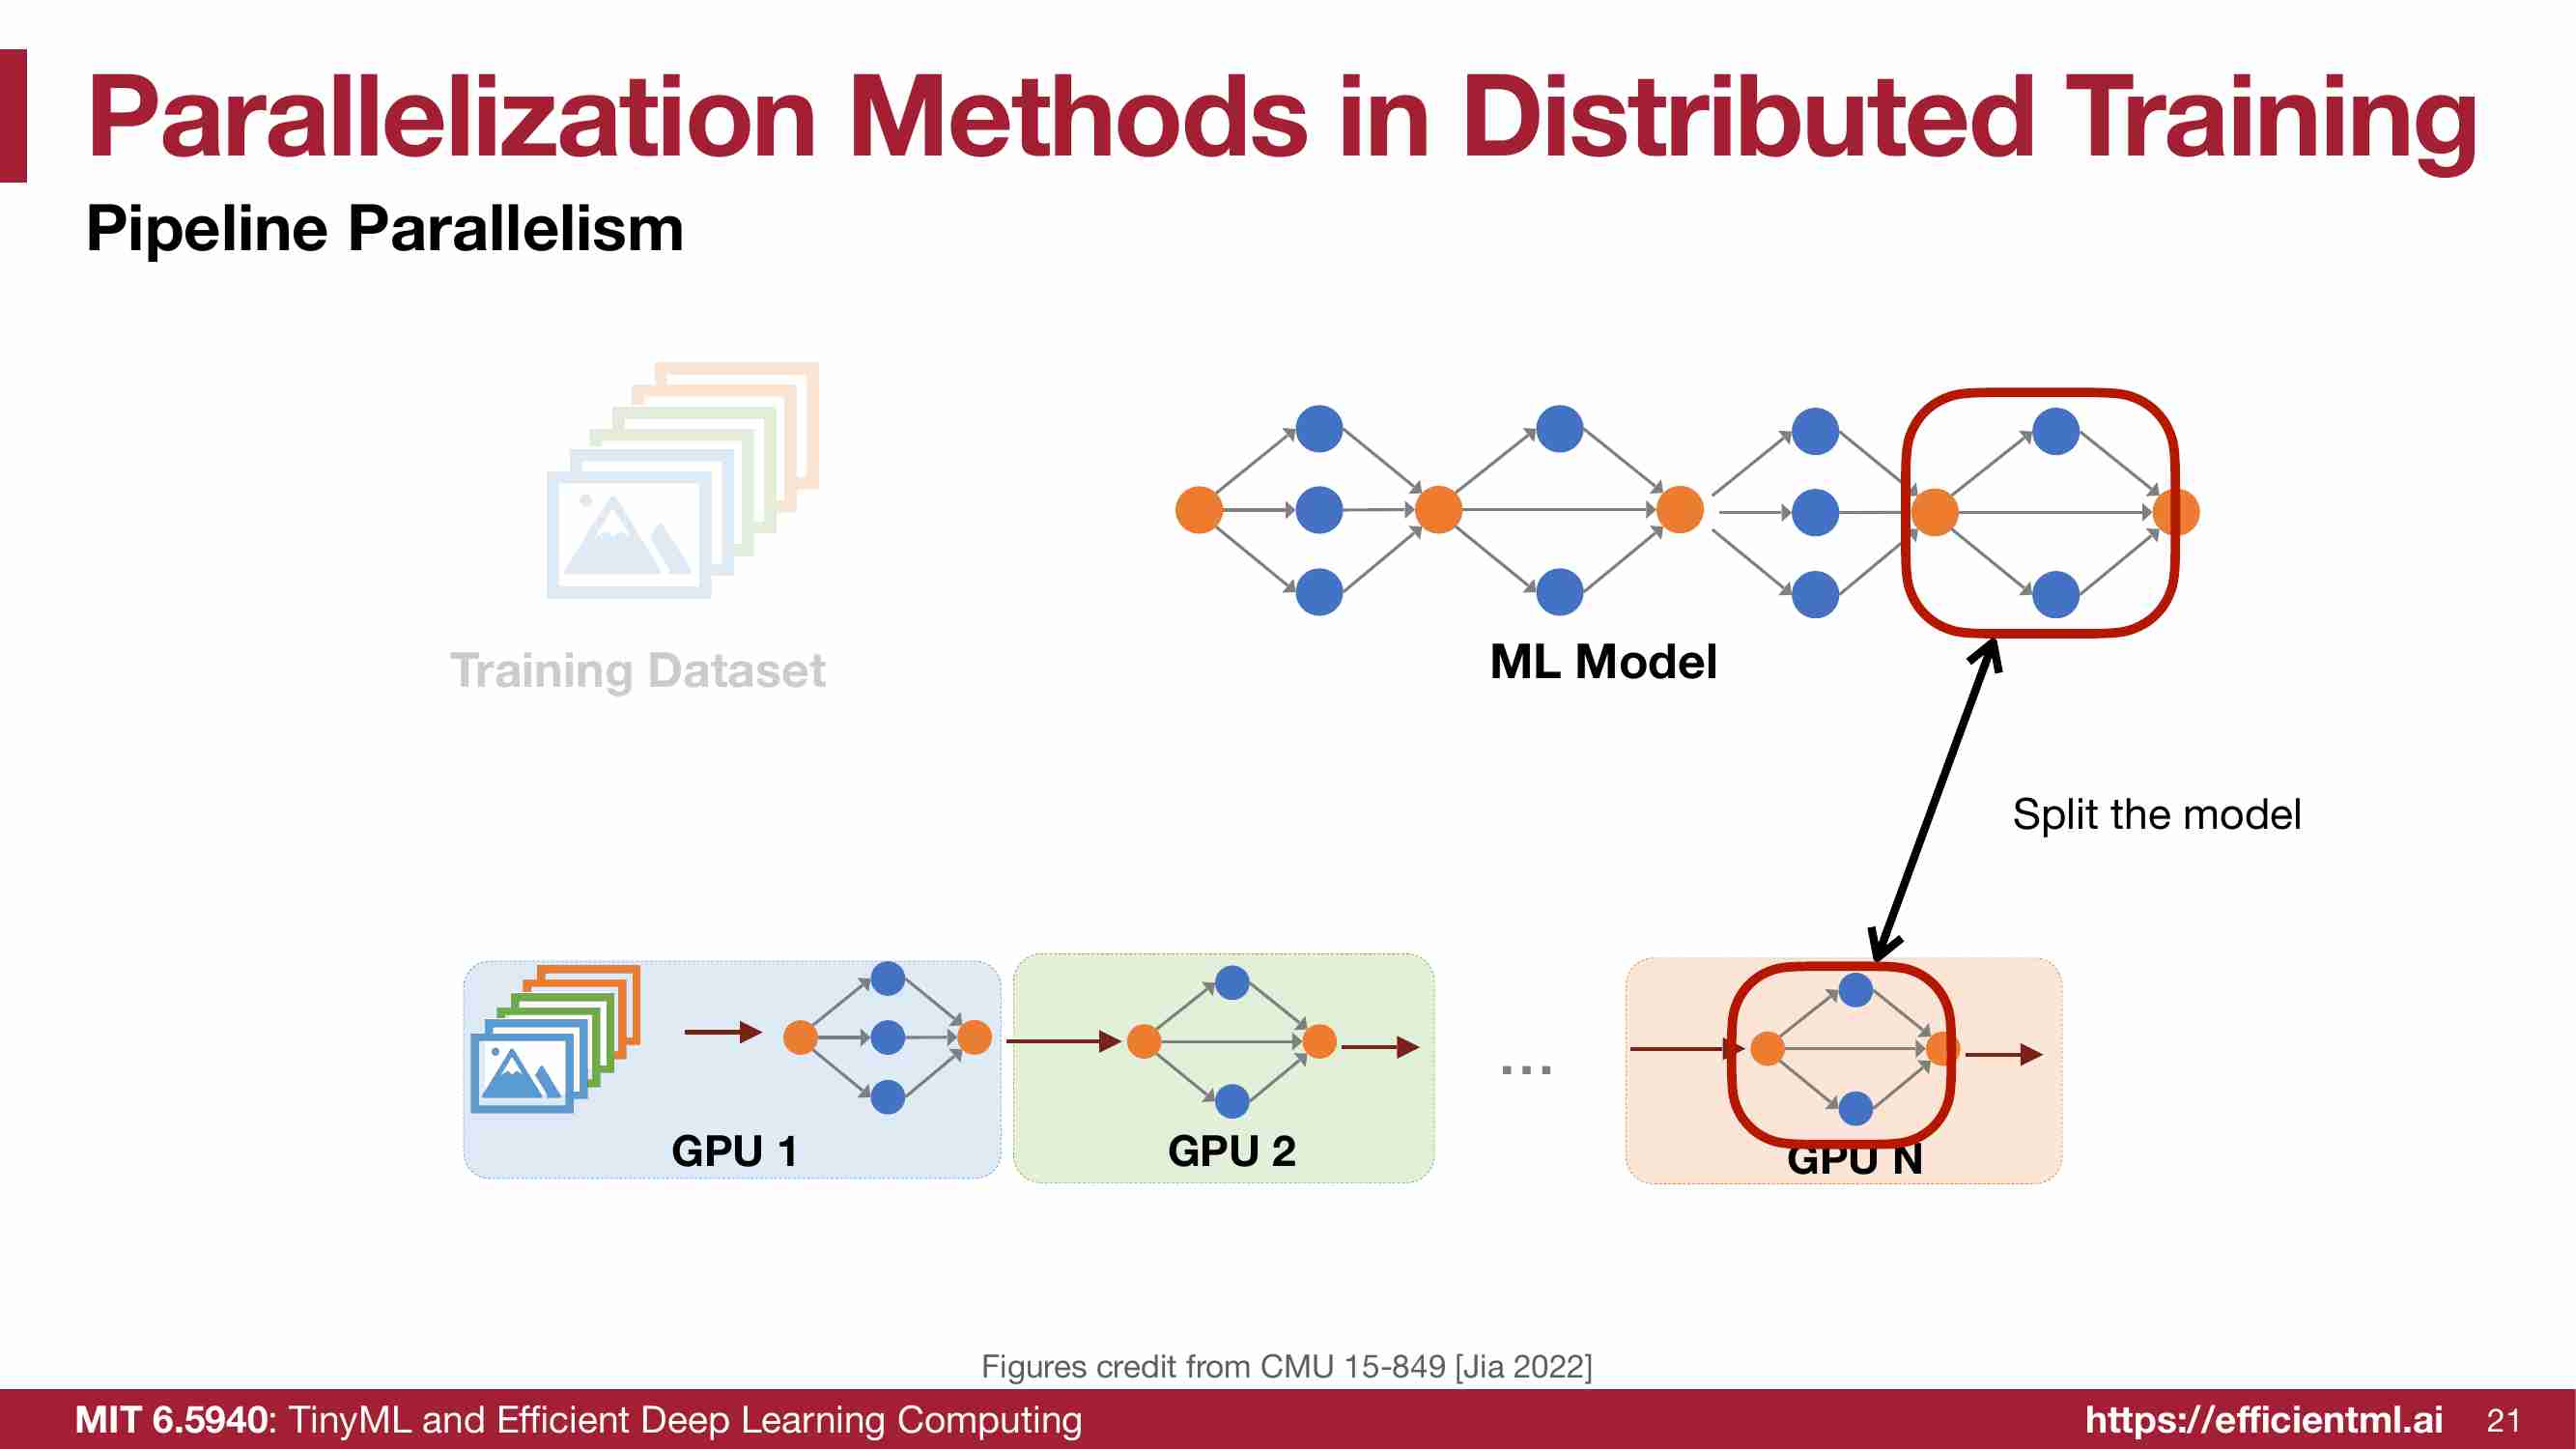 Parallelization Methods in Distributed Training
Pipeline Parallelism
Training Dataset
ML Model
Split the model
GPU 1
GPU 2
...
GPU N
Figures credit from CMU 15-849 [Jia 2022]
MIT 6.5940: TinyML and Efficient Deep Learning Computing
https://efficientml.ai
21